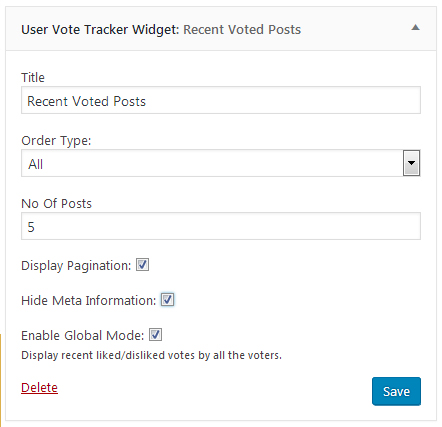 User Vote Tracker Widget: Recent Voted Posts
Title
Recent Voted Posts
Order Type:
All
No Of Posts
5
Display Pagination:
Hide Meta Information:
Enable Global Mode:
Display recent liked/disliked votes by all the voters.
Delete
Save